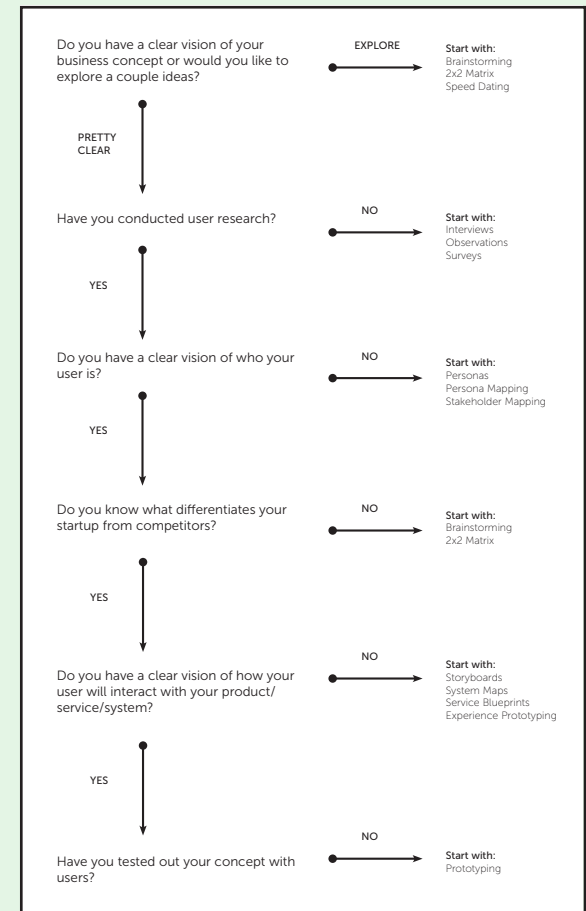 Do you have a clear vision of your
business concept or would you like to
explore a couple ideas?
EXPLORE
Start with:
Brainstorming
2x2 Matrix
Speed Dating
PRETTY
CLEAR
Have you conducted user research?
NO
Start with:
Interviews
Observations
Surveys
YES
Do you have a clear vision of who your
user is?
NO
Start with:
Personas
Persona Mapping
Stakeholder Mapping
YES
Do you know what differentiates your
startup from competitors?
NO
Start with:
Brainstorming
2x2 Matrix
YES
Do you have a clear vision of how your
user will interact with your product/
service/system?
NO
Start with:
Storyboards
System Maps
Service Blueprints
Experience Prototyping
YES
Have you tested out your concept with
users?
NO
Start with:
Prototyping